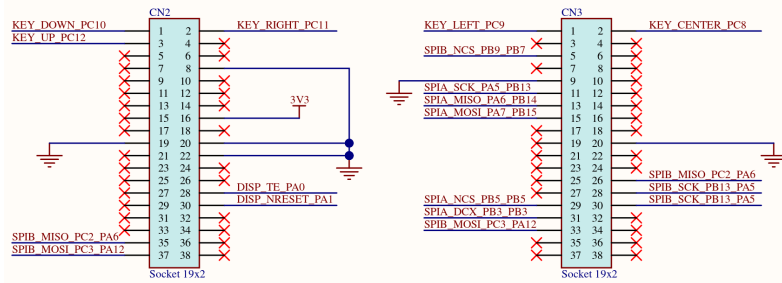 CN2
KEY_DOWN_PC10 1 2 KEY_RIGHT_PC11
KEY_UP_PC12 3 4
5 6
7 8
9 10
11 12
13 14
3V3
15 16
17 18
19 20
21 22
23 24
25 26
27 28 DISP_TE_PA0
29 30 DISP_NRESET_PA1
31 32
33 34
SPIB_MISO_PC2_PA6 35 36
SPIB_MOSI_PC3_PA12 37 38
Socket 19x2
CN3
KEY_LEFT_PC9 1 2 KEY_CENTER_PC8
3 4
SPIB_NCS_PB9_PB7 5 6
7 8
9 10
SPIA_SCK_PA5_PB13 11 12
SPIA_MISO_PA6_PB14 13 14
SPIA_MOSI_PA7_PB15 15 16
17 18
19 20
21 22
23 24
25 26 SPIB_MISO_PC2_PA6
27 28 SPIB_SCK_PB13_PA5
SPIA_NCS_PB5_PB5 29 30 SPIB_SCK_PB13_PA5
SPIA_DCX_PB3_PB3 31 32
SPIB_MOSI_PC3_PA12 33 34
35 36
37 38
Socket 19x2